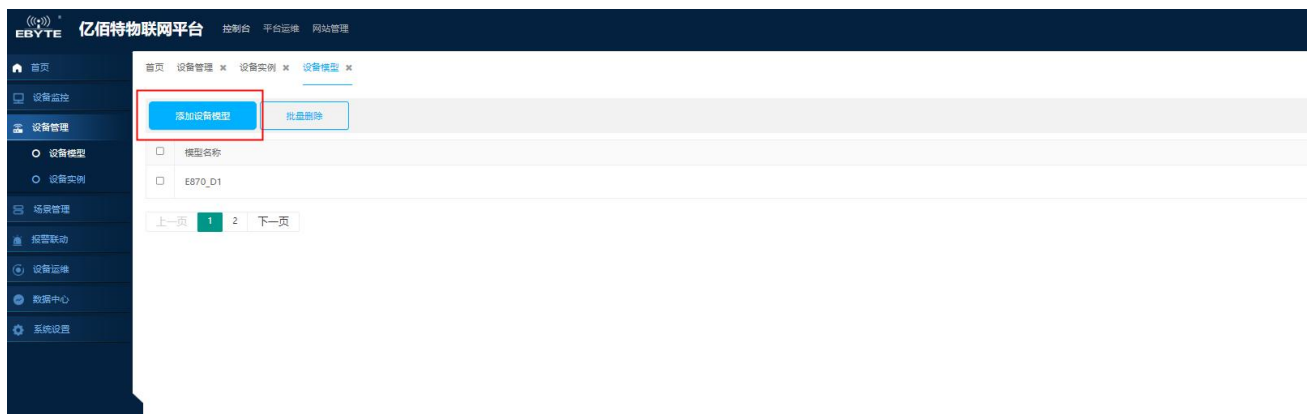 EBYTE 亿佰特物联网平台 控制台 平台运维 网站管理
首页
设备监控
设备管理
设备模型
设备实例
场景管理
报警联动
设备运维
数据中心
系统设置
首页 设备管理 × 设备实例 × 设备模型 ×
添加设备模型 批量删除
模型名称
E870_D1
上一页 1 2 下一页